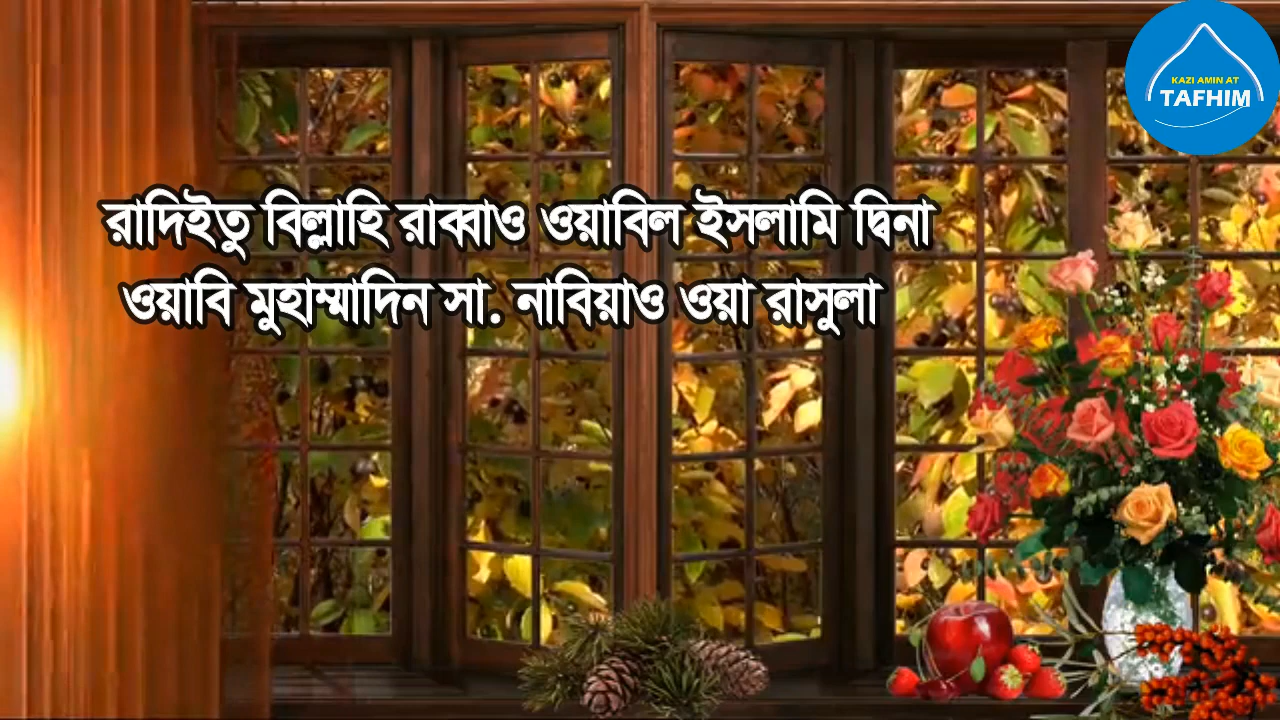 KAZI AMIN AT
TAFHIM
রাদিইতু বিল্লাহি রাব্বাও ওয়াবিল ইসলামি দ্বিনা
ওয়াবি মুহাম্মাদিন সা. নাবিয়াও ওয়া রাসুলা